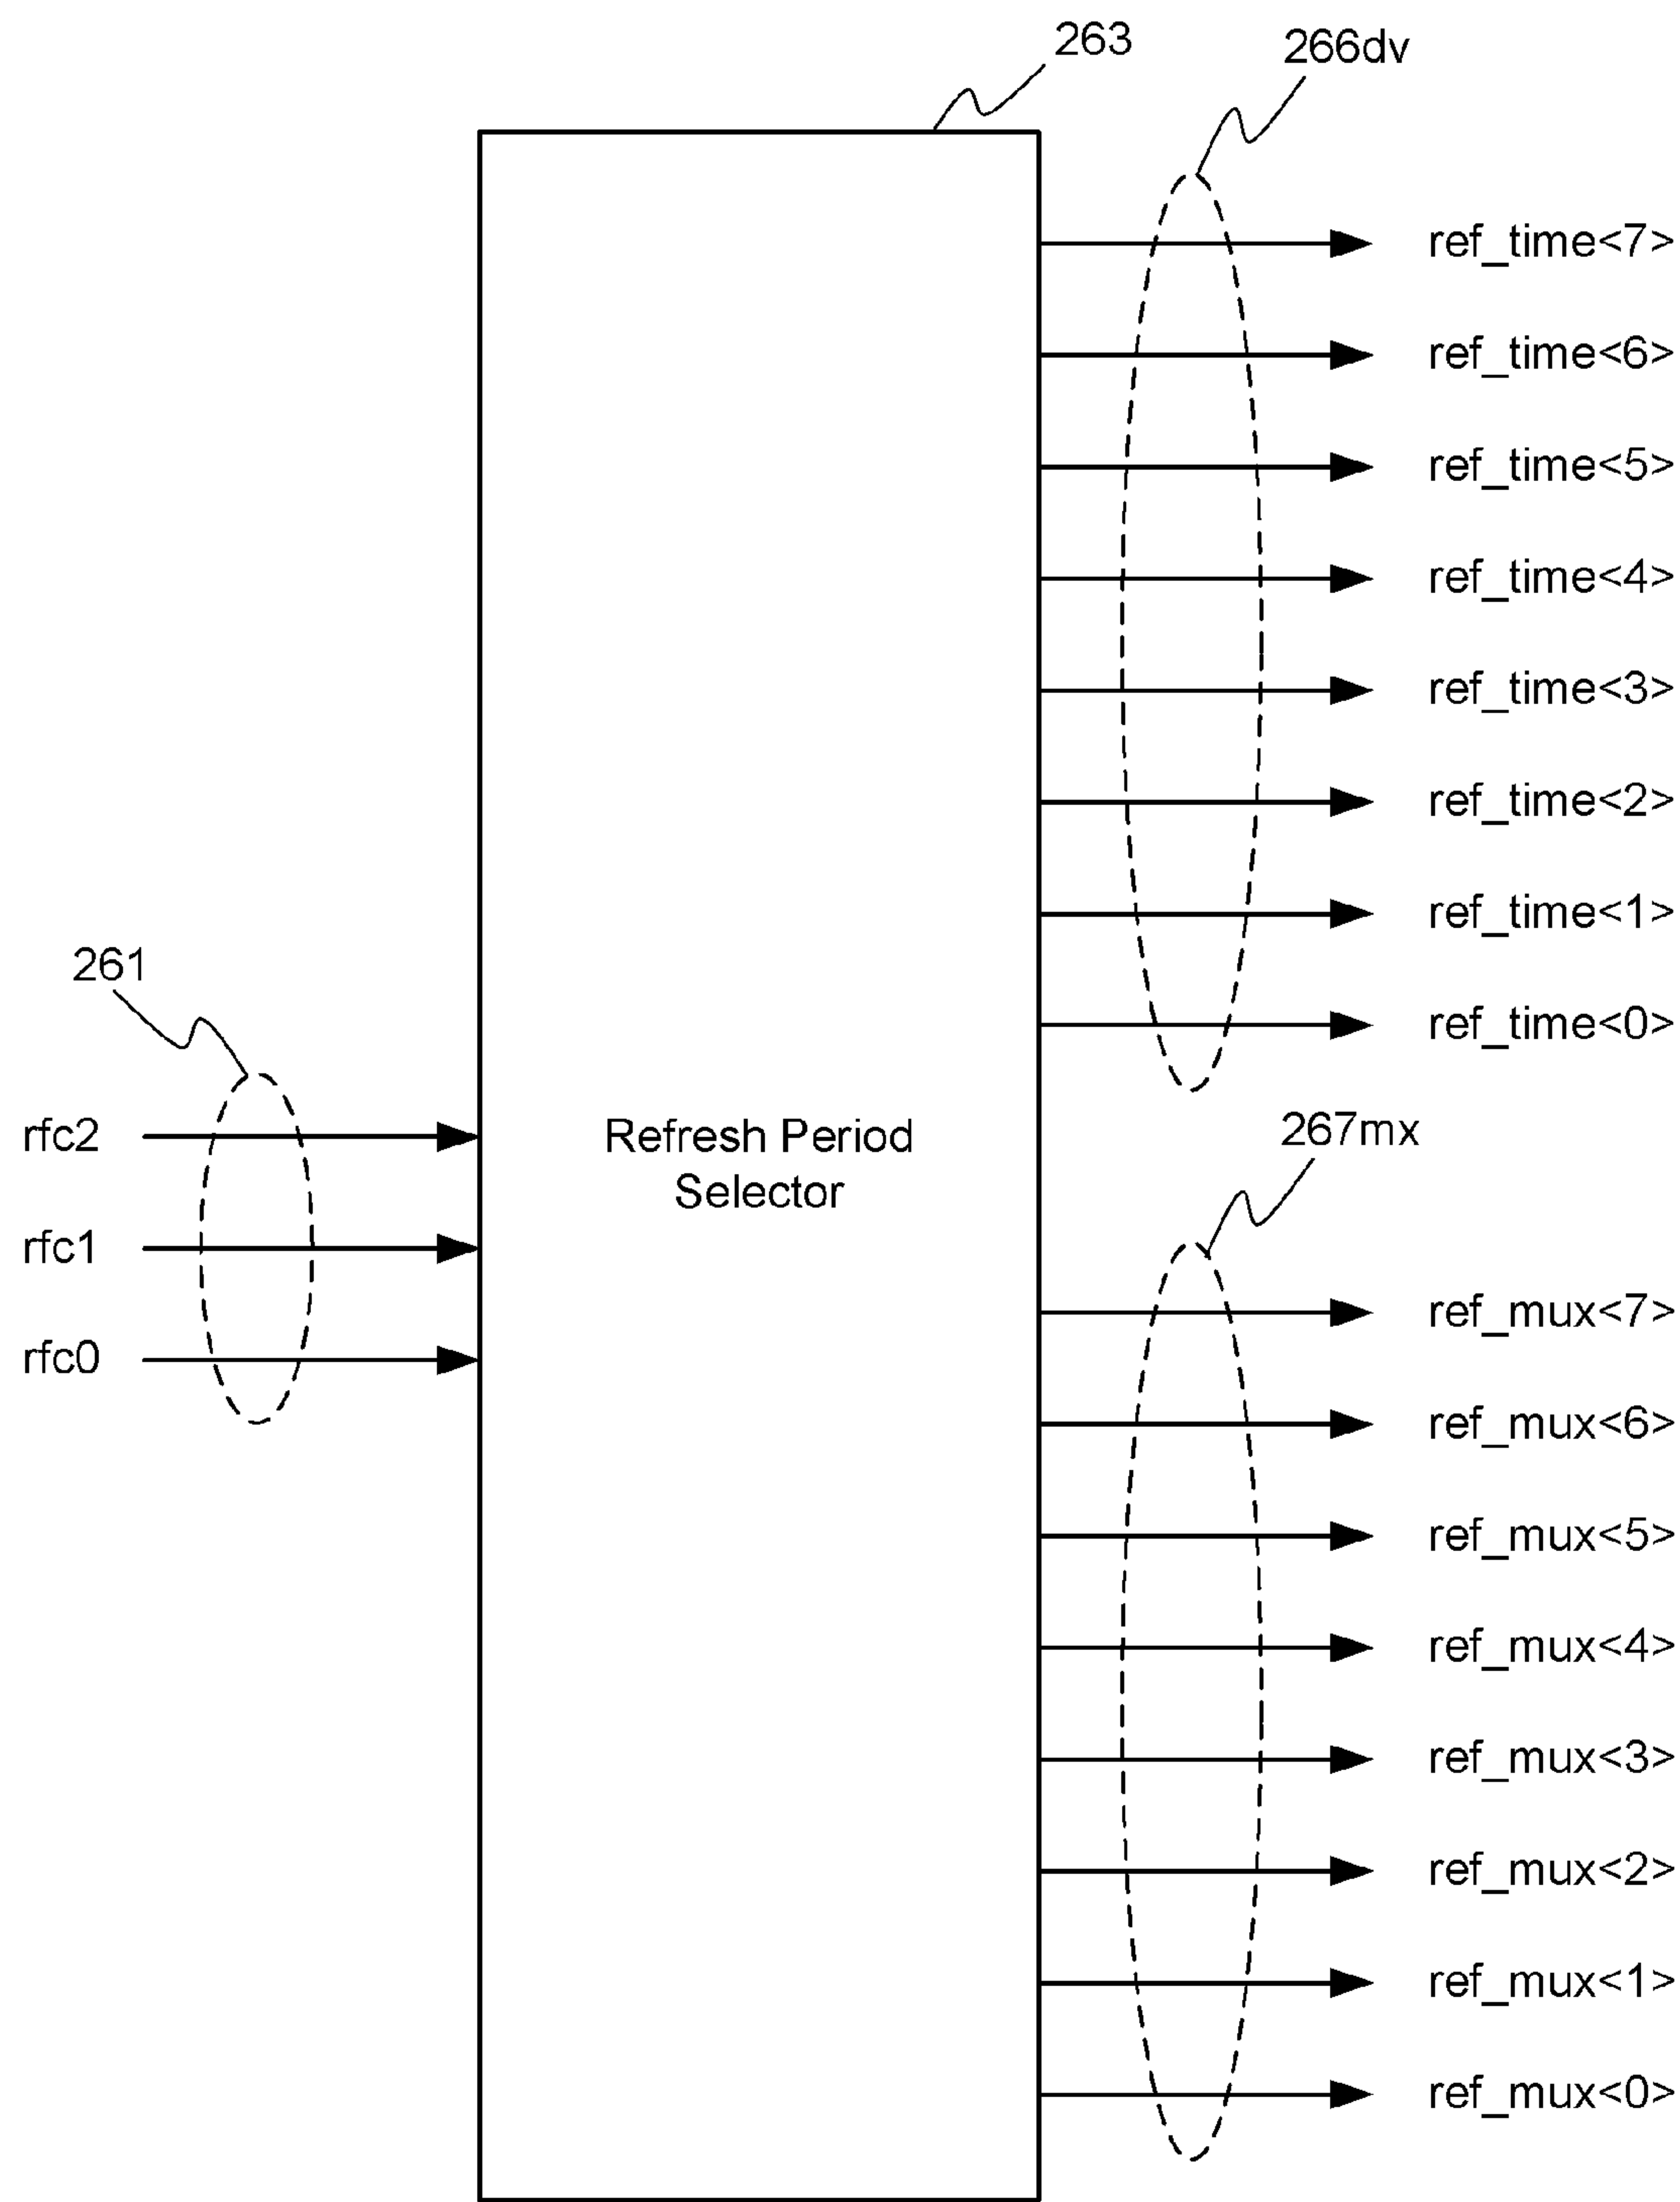 263
266dv
ref_time<7>
ref_time<6>
ref_time<5>
ref_time<4>
ref_time<3>
ref_time<2>
ref_time<1>
ref_time<0>
261
rfc2
rfc1
rfc0
Refresh Period
Selector
267mx
ref_mux<7>
ref_mux<6>
ref_mux<5>
ref_mux<4>
ref_mux<3>
ref_mux<2>
ref_mux<1>
ref_mux<0>